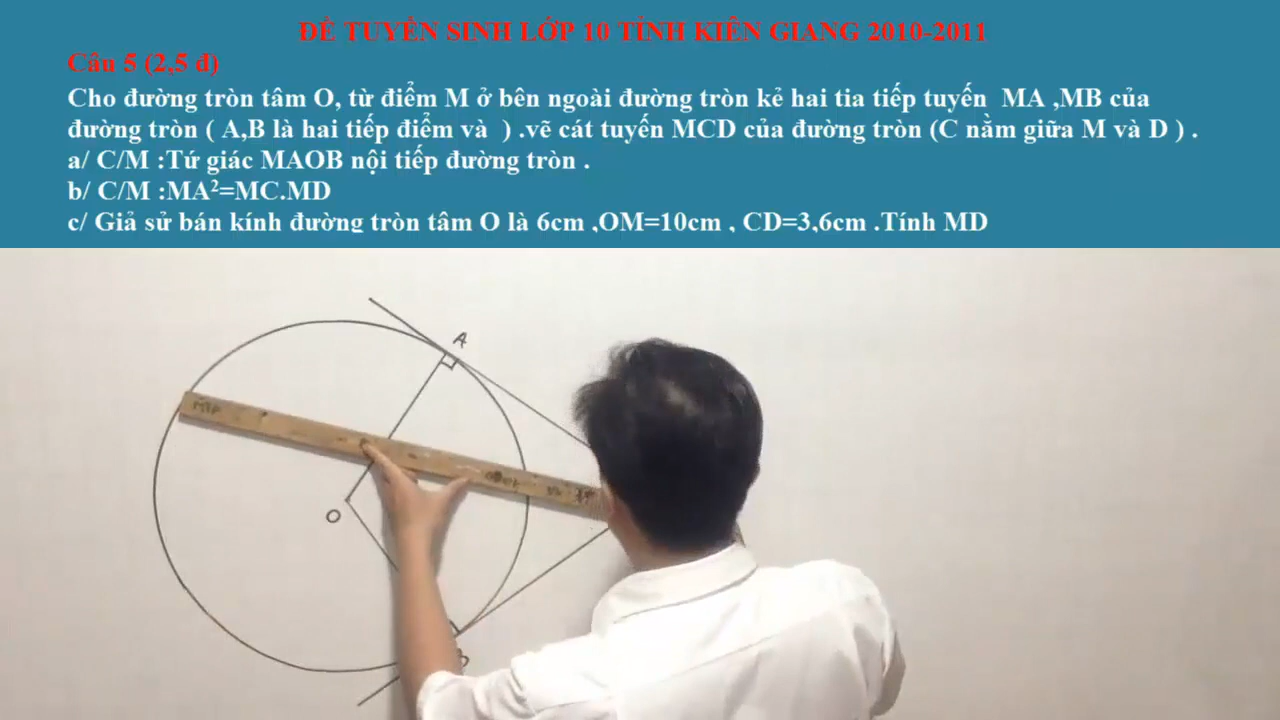 ĐỀ TUYỂN SINH LỚP 10 TỈNH KIÊN GIANG 2010-2011
Câu 5 (2,5 đ)
Cho đường tròn tâm O, từ điểm M ở bên ngoài đường tròn kẻ hai tia tiếp tuyến MA ,MB của
đường tròn ( A,B là hai tiếp điểm và ) .vẽ cát tuyến MCD của đường tròn (C nằm giữa M và D ) .
a/ C/M :Tứ giác MAOB nội tiếp đường tròn .
b/ C/M :MA²=MC.MD
c/ Giả sử bán kính đường tròn tâm O là 6cm ,OM=10cm , CD=3,6cm .Tính MD
A
O